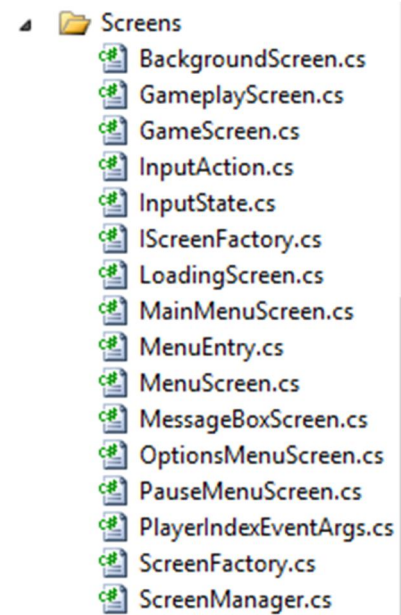 Screens
BackgroundScreen.cs
GameplayScreen.cs
GameScreen.cs
InputAction.cs
InputState.cs
IScreenFactory.cs
LoadingScreen.cs
MainMenuScreen.cs
MenuEntry.cs
MenuScreen.cs
MessageBoxScreen.cs
OptionsMenuScreen.cs
PauseMenuScreen.cs
PlayerIndexEventArgs.cs
ScreenFactory.cs
ScreenManager.cs